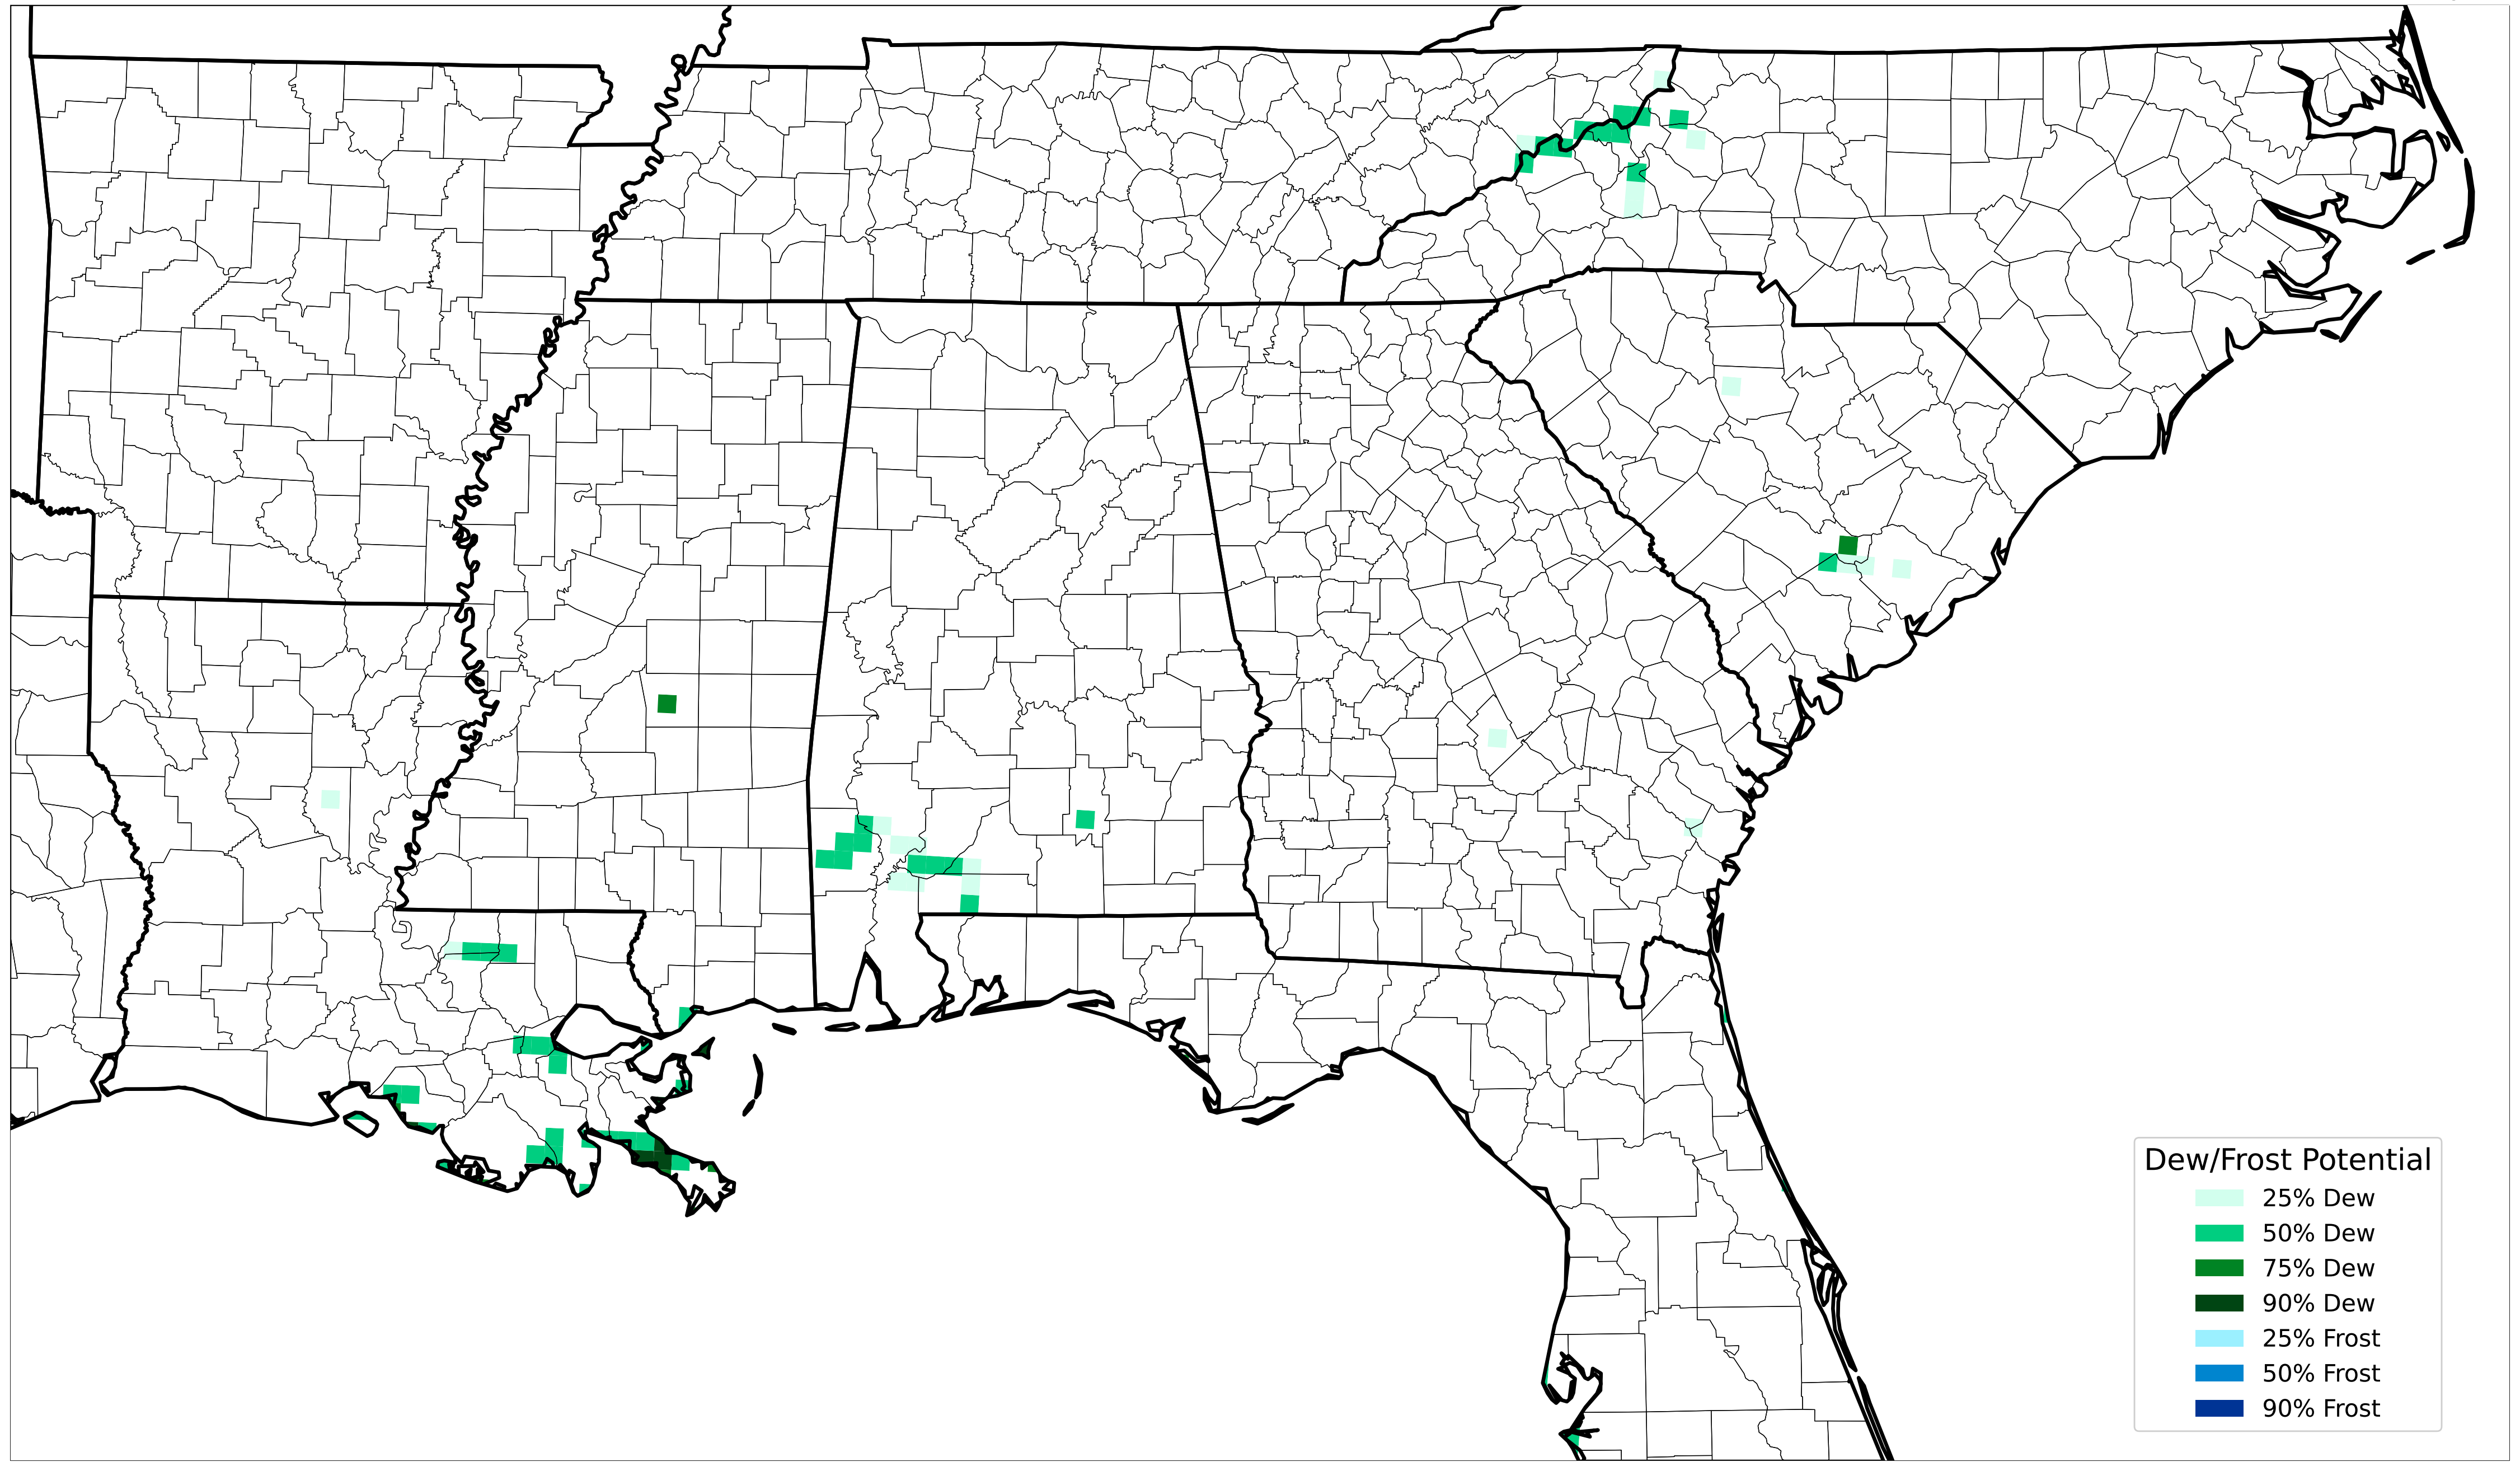 Dew/Frost Potential
25% Dew
50% Dew
75% Dew
90% Dew
25% Frost
50% Frost
90% Frost